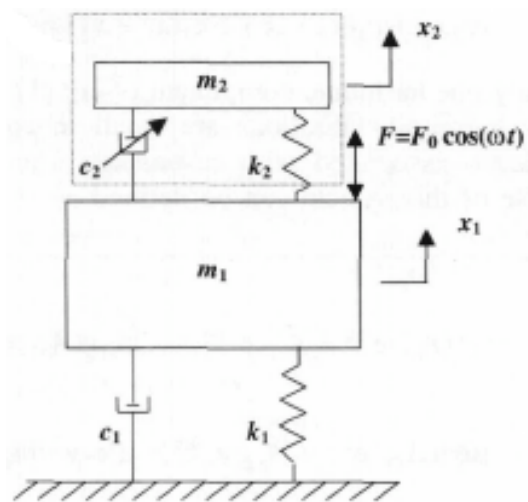 x₂
m₂
F=F₀ cos(ωt)
c₂
k₂
x₁
m₁
c₁
k₁